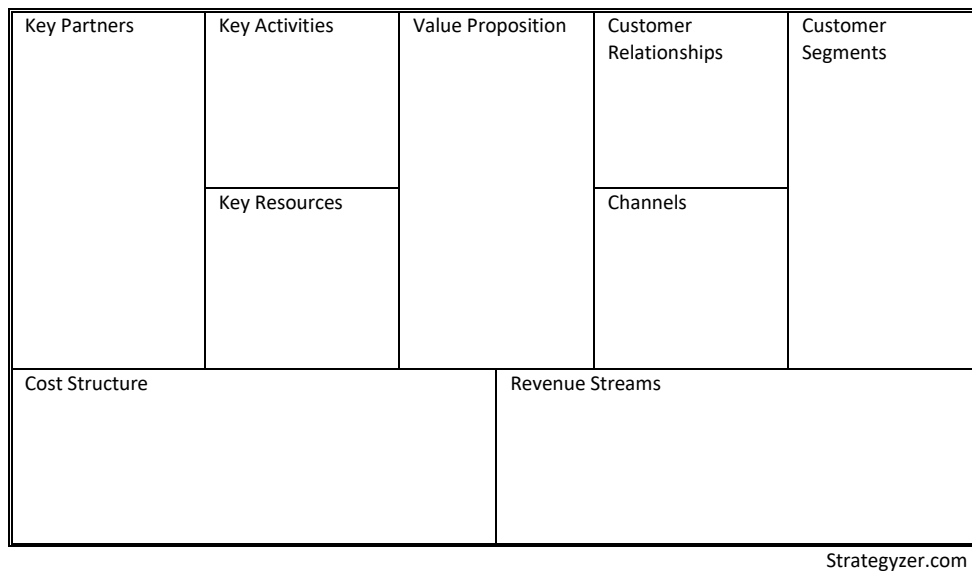 Key Partners
Key Activities
Key Resources
Value Proposition
Customer
Relationships
Channels
Customer
Segments
Cost Structure
Revenue Streams
Strategyzer.com